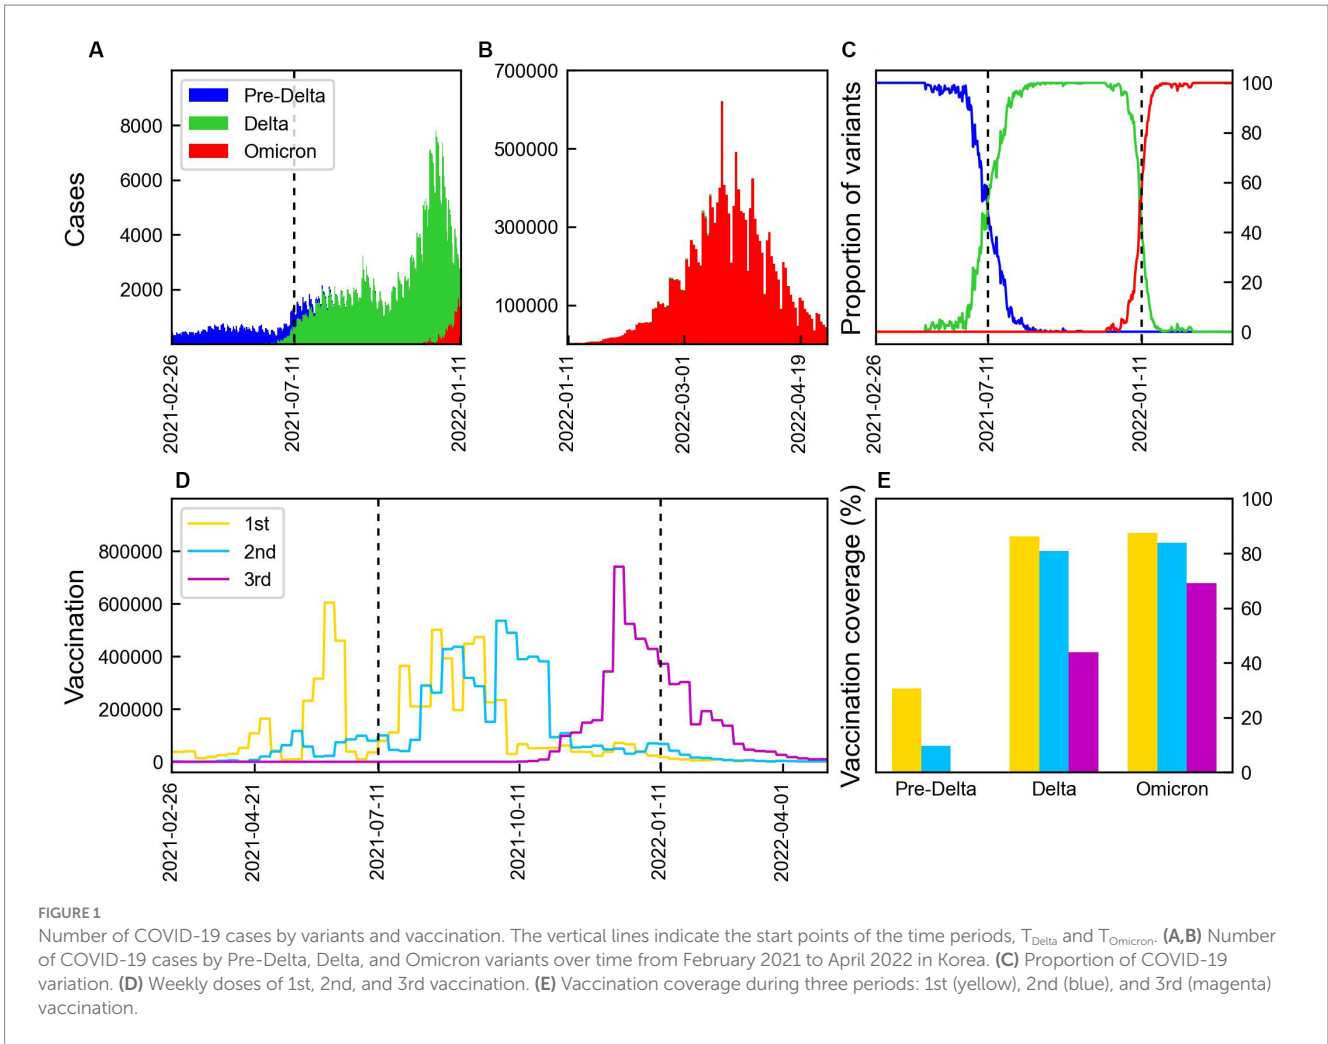 A
B
C
Pre-Delta
Delta
Omicron
Cases
8000
6000
4000
2000
2021-02-26
2021-07-11
2022-01-11
700000
500000
300000
100000
2022-01-11
2022-03-01
2022-04-19
Proportion of variants
100
80
60
40
20
0
2021-02-26
2021-07-11
2022-01-11
D
E
1st
2nd
3rd
Vaccination
800000
600000
400000
200000
0
2021-02-26
2021-04-21
2021-07-11
2021-10-11
2022-01-11
2022-04-01
Vaccination coverage (%)
100
80
60
40
20
0
Pre-Delta
Delta
Omicron
FIGURE 1
Number of COVID-19 cases by variants and vaccination. The vertical lines indicate the start points of the time periods, T_Delta and T_Omicron. (A,B) Number
of COVID-19 cases by Pre-Delta, Delta, and Omicron variants over time from February 2021 to April 2022 in Korea. (C) Proportion of COVID-19
variation. (D) Weekly doses of 1st, 2nd, and 3rd vaccination. (E) Vaccination coverage during three periods: 1st (yellow), 2nd (blue), and 3rd (magenta)
vaccination.